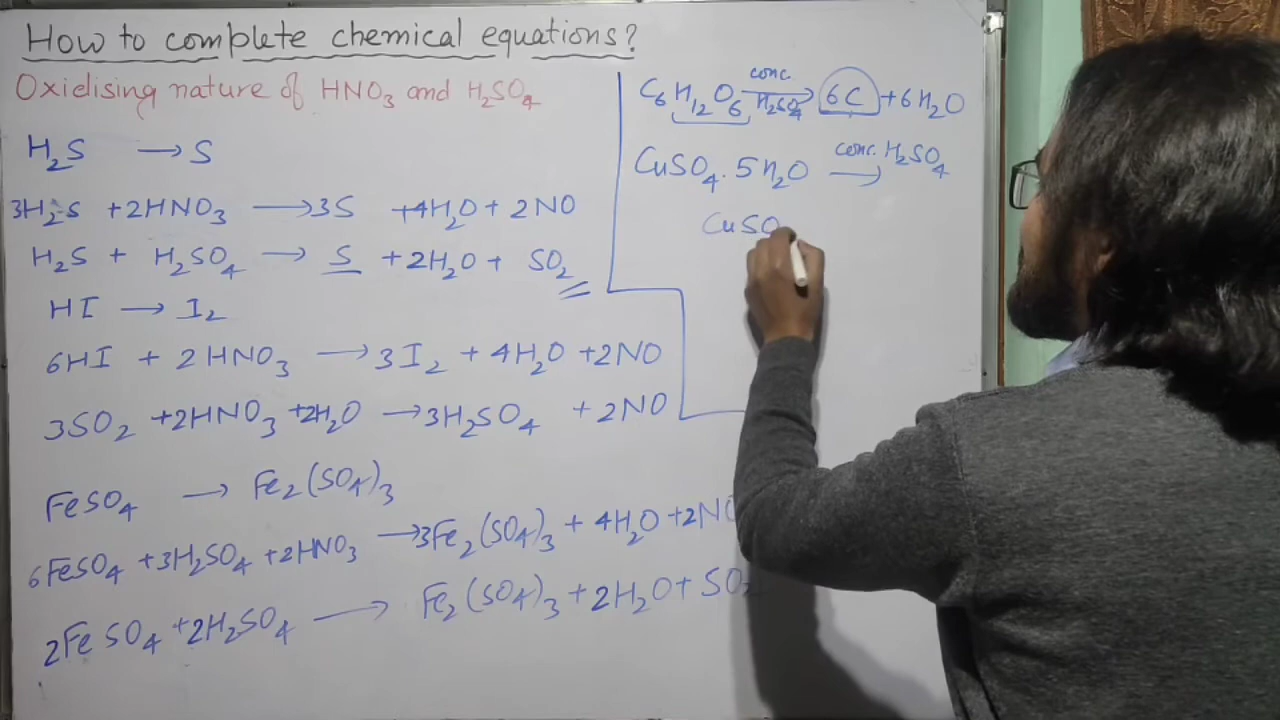 How to complete chemical equations?
Oxidising nature of HNO₃ and H₂SO₄
H₂S → S
3H₂S + 2HNO₃ → 3S + 4H₂O + 2NO
H₂S + H₂SO₄ → S + 2H₂O + SO₂
HI → I₂
6HI + 2HNO₃ → 3I₂ + 4H₂O + 2NO
3SO₂ + 2HNO₃ + 2H₂O → 3H₂SO₄ + 2NO
FeSO₄ → Fe₂(SO₄)₃
6FeSO₄ + 3H₂SO₄ + 2HNO₃ → 3Fe₂(SO₄)₃ + 4H₂O + 2NO
2FeSO₄ + 2H₂SO₄ → Fe₂(SO₄)₃ + 2H₂O + SO₂
conc.
C₆H₁₂O₆ → 6C + 6H₂O
H₂SO₄
conc. H₂SO₄
CuSO₄.5H₂O →
CuSO